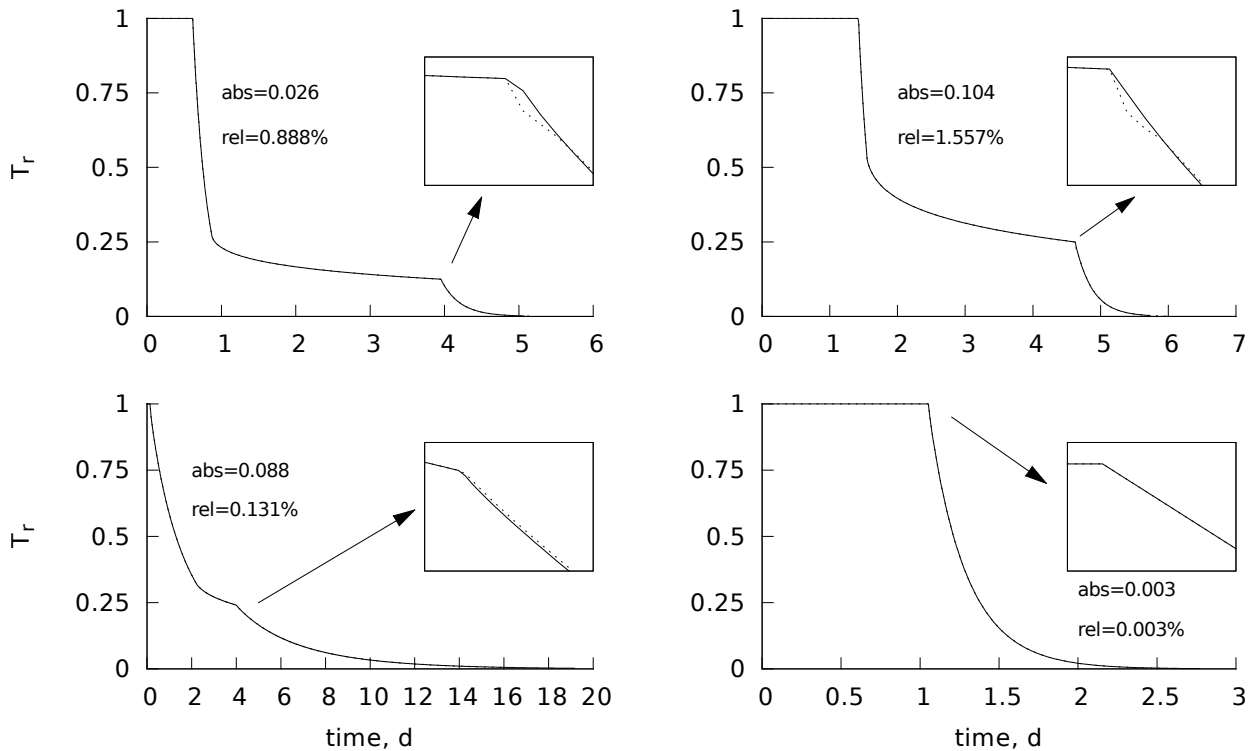 1
0.75
0.5
0.25
0
T_r
abs=0.026
rel=0.888%
0 1 2 3 4 5 6
1
0.75
0.5
0.25
0
abs=0.104
rel=1.557%
0 1 2 3 4 5 6 7
1
0.75
0.5
0.25
0
T_r
abs=0.088
rel=0.131%
0 2 4 6 8 10 12 14 16 18 20
time, d
1
0.75
0.5
0.25
0
abs=0.003
rel=0.003%
0 0.5 1 1.5 2 2.5 3
time, d